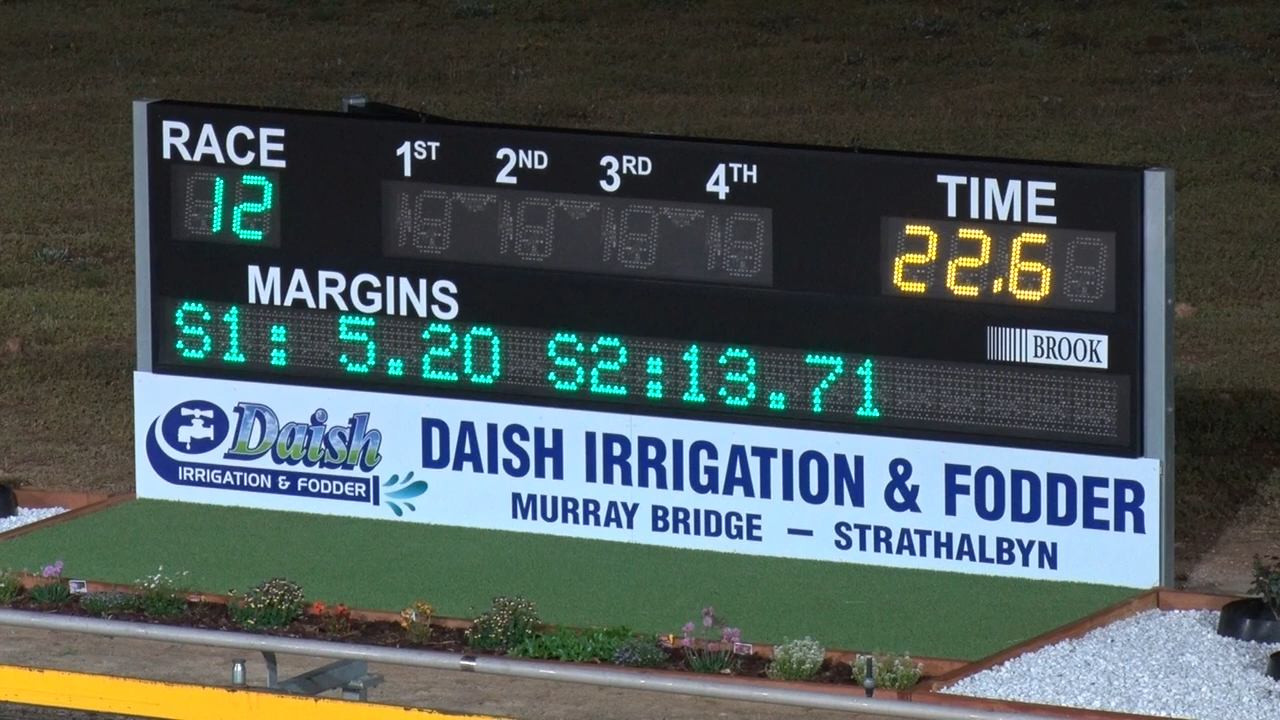 RACE 1ST 2ND 3RD 4TH TIME
12 22.6
MARGINS
S1: 5.20 S2:13.71
BROOK
Daish
IRRIGATION & FODDER
DAISH IRRIGATION & FODDER
MURRAY BRIDGE – STRATHALBYN